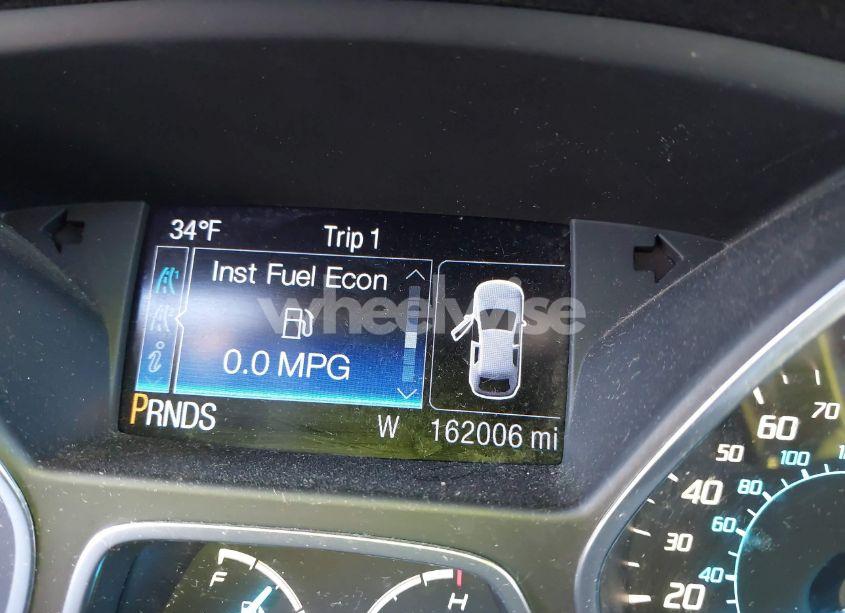 34°F Trip 1
Inst Fuel Econ
wheelwise
0.0 MPG
PRNDS W 162006 mi
70
60
50
100
40 80
60
30
40
20
F
H